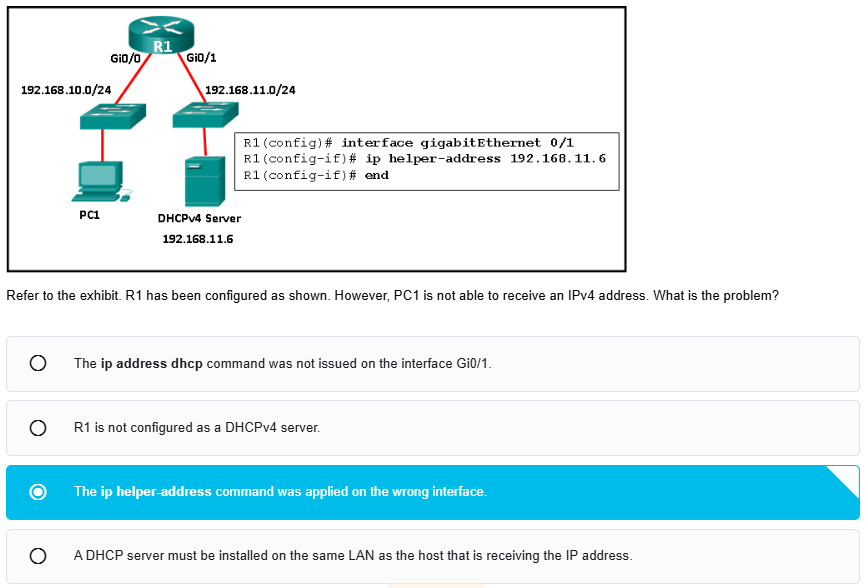 R1
Gi0/0
Gi0/1
192.168.10.0/24
192.168.11.0/24
R1(config)# interface gigabitEthernet 0/1
R1(config-if)# ip helper-address 192.168.11.6
R1(config-if)# end
PC1
DHCPv4 Server
192.168.11.6
Refer to the exhibit. R1 has been configured as shown. However, PC1 is not able to receive an IPv4 address. What is the problem?
The ip address dhcp command was not issued on the interface Gi0/1.
R1 is not configured as a DHCPv4 server.
The ip helper-address command was applied on the wrong interface.
A DHCP server must be installed on the same LAN as the host that is receiving the IP address.